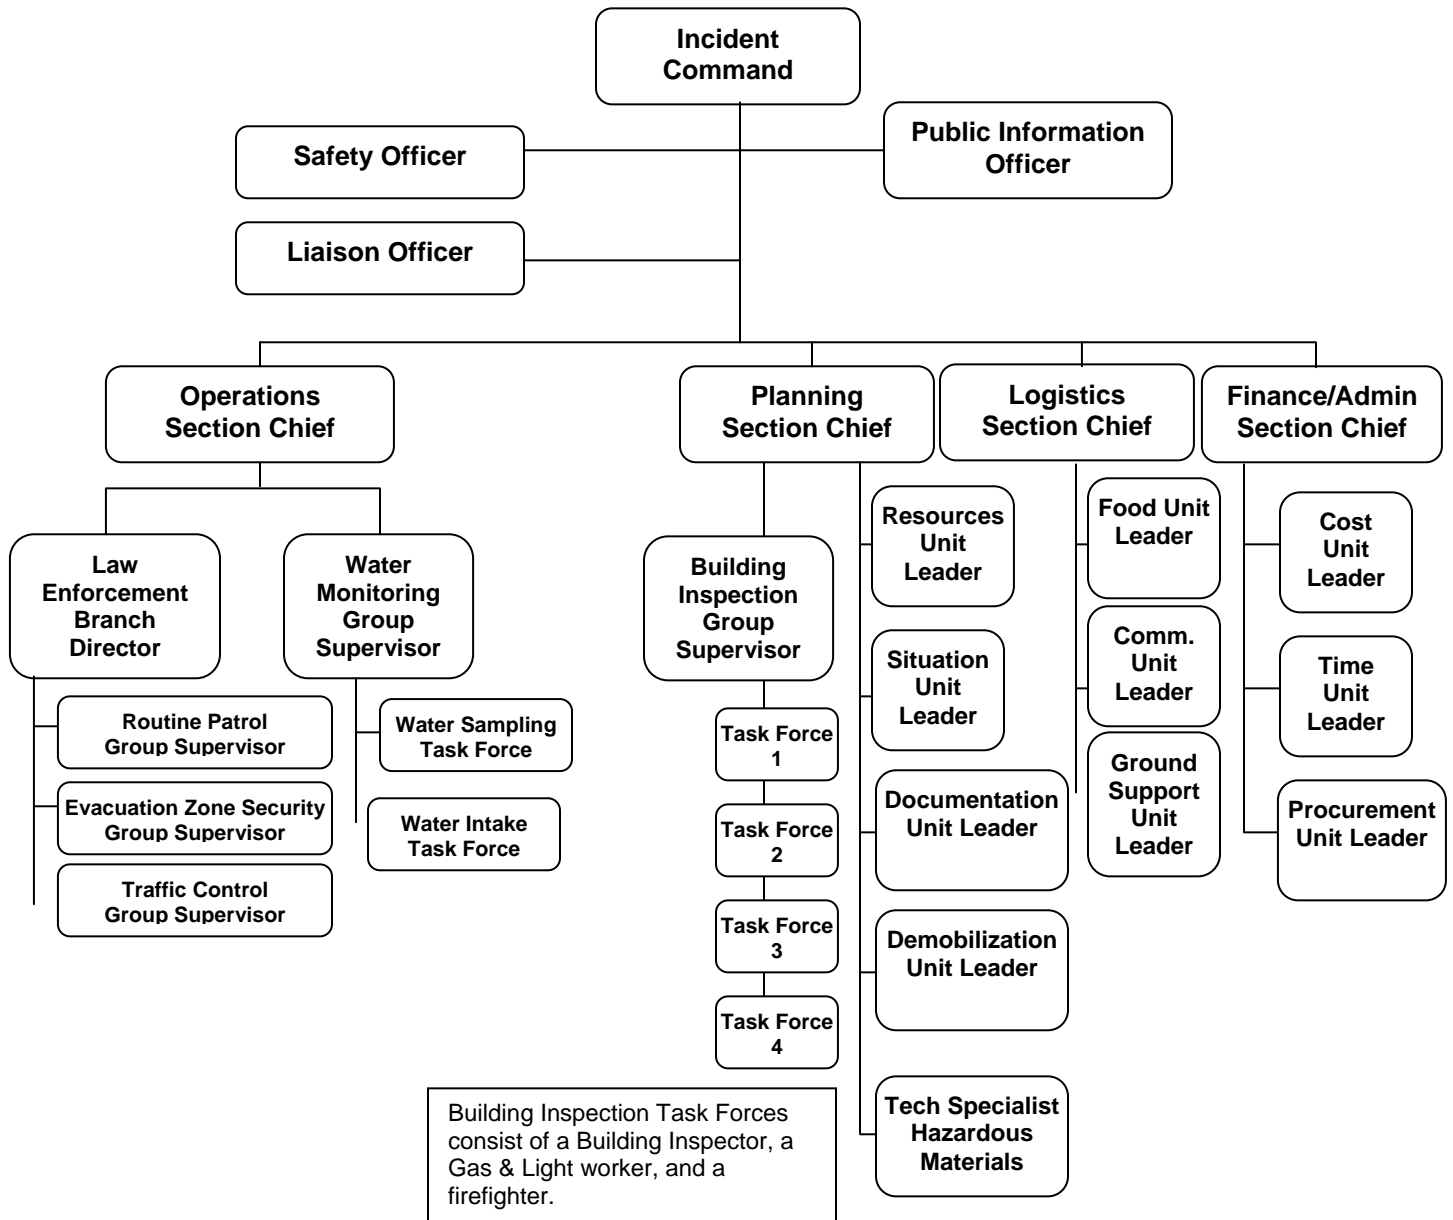 Incident
Command
Safety Officer
Public Information
Officer
Liaison Officer
Operations
Section Chief
Planning
Section Chief
Logistics
Section Chief
Finance/Admin
Section Chief
Law
Enforcement
Branch
Director
Water
Monitoring
Group
Supervisor
Routine Patrol
Group Supervisor
Evacuation Zone Security
Group Supervisor
Traffic Control
Group Supervisor
Water Sampling
Task Force
Water Intake
Task Force
Building
Inspection
Group
Supervisor
Task Force
1
Task Force
2
Task Force
3
Task Force
4
Resources
Unit
Leader
Situation
Unit
Leader
Documentation
Unit Leader
Demobilization
Unit Leader
Tech Specialist
Hazardous
Materials
Food Unit
Leader
Comm.
Unit
Leader
Ground
Support
Unit
Leader
Cost
Unit
Leader
Time
Unit
Leader
Procurement
Unit Leader
Building Inspection Task Forces
consist of a Building Inspector, a
Gas & Light worker, and a
firefighter.